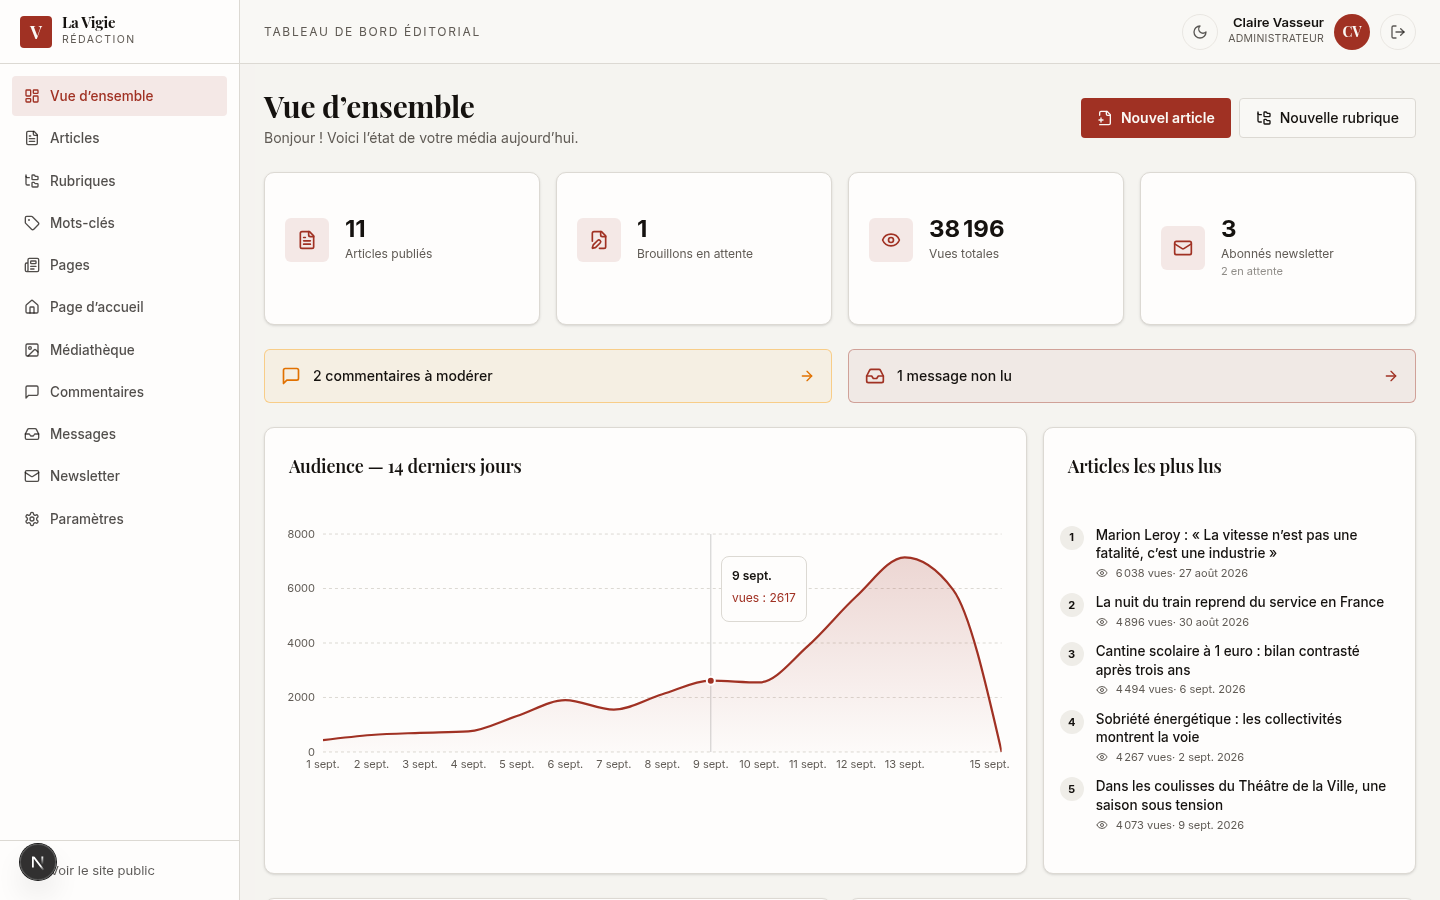 V
La Vigie
RÉDACTION
TABLEAU DE BORD ÉDITORIAL
Claire Vasseur
ADMINISTRATEUR
CV
Vue d’ensemble
Articles
Rubriques
Mots-clés
Pages
Page d’accueil
Médiathèque
Commentaires
Messages
Newsletter
Paramètres
N
Voir le site public
Vue d’ensemble
Bonjour ! Voici l’état de votre média aujourd’hui.
Nouvel article
Nouvelle rubrique
11
Articles publiés
1
Brouillons en attente
38 196
Vues totales
3
Abonnés newsletter
2 en attente
2 commentaires à modérer
1 message non lu
Audience — 14 derniers jours
8000
6000
4000
2000
0
9 sept.
vues : 2617
1 sept. 2 sept. 3 sept. 4 sept. 5 sept. 6 sept. 7 sept. 8 sept. 9 sept. 10 sept. 11 sept. 12 sept. 13 sept. 15 sept.
Articles les plus lus
1
Marion Leroy : « La vitesse n’est pas une
fatalité, c’est une industrie »
6 038 vues· 27 août 2026
2
La nuit du train reprend du service en France
4 896 vues· 30 août 2026
3
Cantine scolaire à 1 euro : bilan contrasté
après trois ans
4 494 vues· 6 sept. 2026
4
Sobriété énergétique : les collectivités
montrent la voie
4 267 vues· 2 sept. 2026
5
Dans les coulisses du Théâtre de la Ville, une
saison sous tension
4 073 vues· 9 sept. 2026